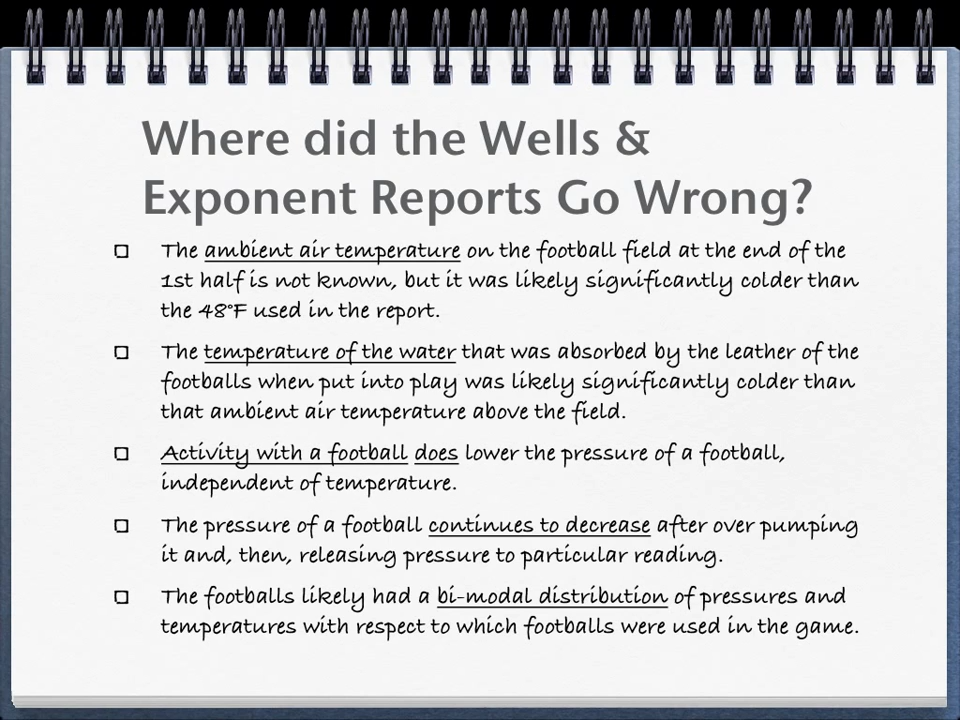 Where did the Wells &
Exponent Reports Go Wrong?
The ambient air temperature on the football field at the end of the
1st half is not known, but it was likely significantly colder than
the 48°F used in the report.
The temperature of the water that was absorbed by the leather of the
footballs when put into play was likely significantly colder than
that ambient air temperature above the field.
Activity with a football does lower the pressure of a football,
independent of temperature.
The pressure of a football continues to decrease after over pumping
it and, then, releasing pressure to particular reading.
The footballs likely had a bi-modal distribution of pressures and
temperatures with respect to which footballs were used in the game.